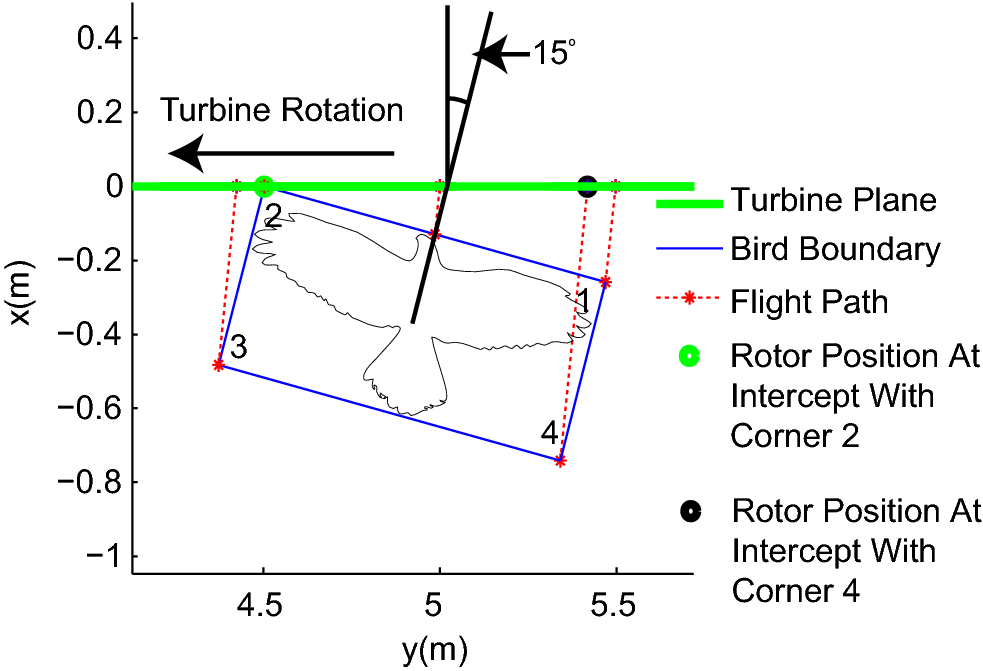 0.4
15°
0.2
Turbine Rotation
0
2
−0.2
1
3
−0.4
4
−0.6
−0.8
−1
x(m)
4.5
5
5.5
y(m)
Turbine Plane
Bird Boundary
Flight Path
Rotor Position At
Intercept With
Corner 2
Rotor Position At
Intercept With
Corner 4